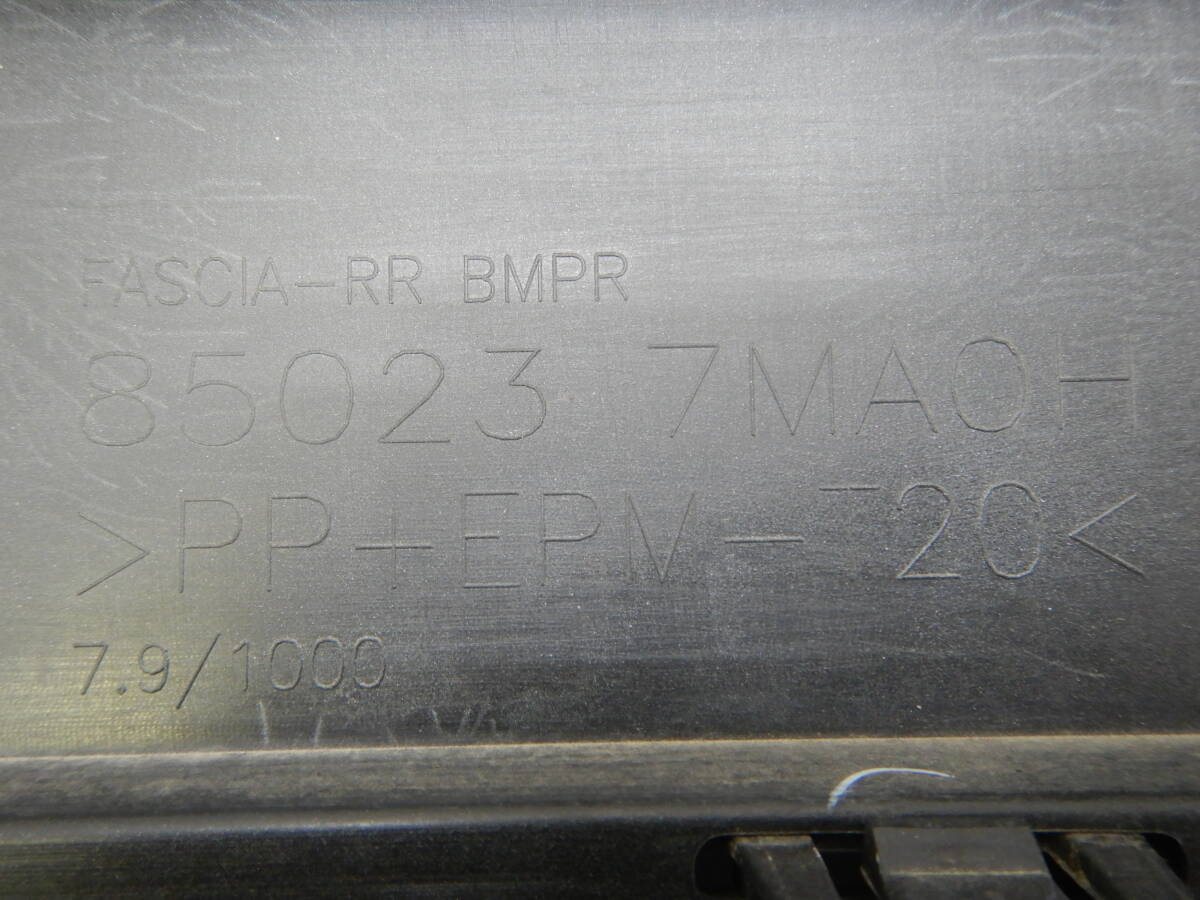 FASCIA-RR BMPR
85023 7MA0H
>PP+EPM-T20<
7.9/1000